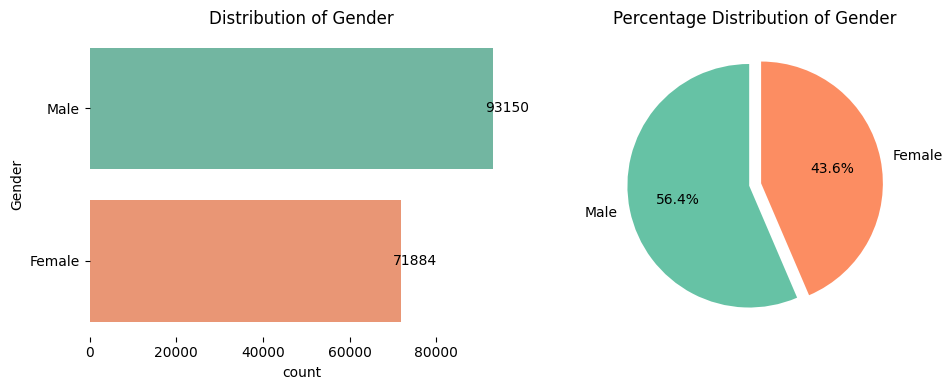 Distribution of Gender
Gender
Male
93150
Female
71884
0 20000 40000 60000 80000
count
Percentage Distribution of Gender
Female
43.6%
56.4%
Male